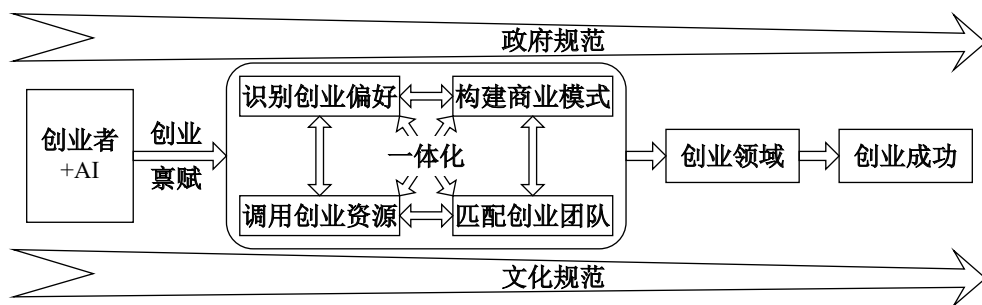 政府规范
识别创业偏好
构建商业模式
创业者
+AI
创业
禀赋
一体化
创业领域
创业成功
调用创业资源
匹配创业团队
文化规范